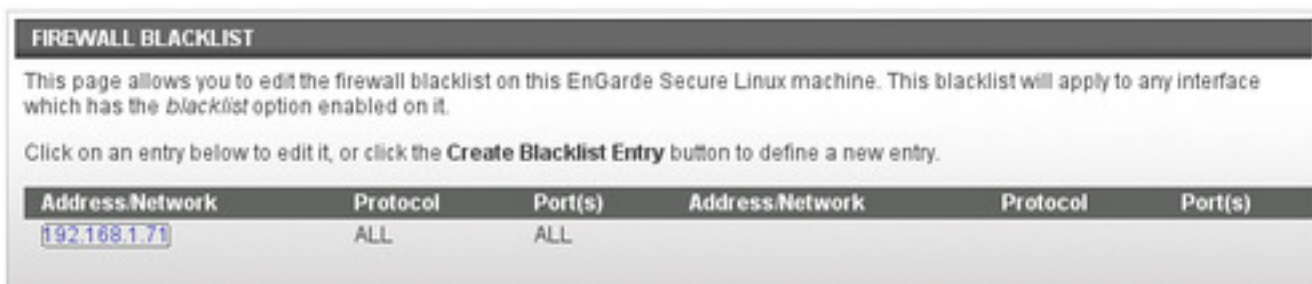 FIREWALL BLACKLIST
This page allows you to edit the firewall blacklist on this EnGarde Secure Linux machine. This blacklist will apply to any interface
which has the blacklist option enabled on it.
Click on an entry below to edit it, or click the Create Blacklist Entry button to define a new entry.
Address/Network Protocol Port(s) Address/Network Protocol Port(s)
192.168.1.71 ALL ALL